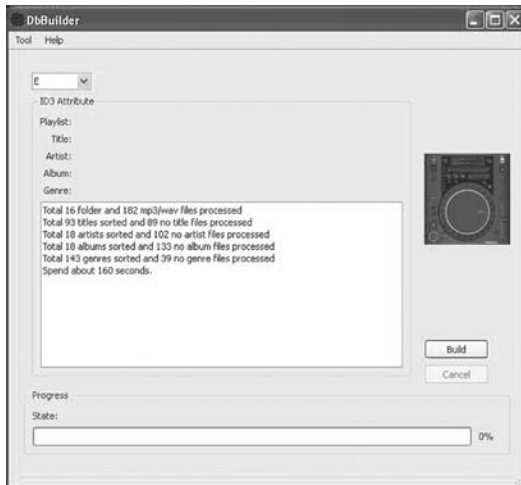 DbBuilder
Tool Help
E
ID3 Attribute
Playlist:
Title:
Artist:
Album:
Genre:
Total 16 folder and 182 mp3/wav files processed
Total 93 titles sorted and 89 no title files processed
Total 18 artists sorted and 102 no artist files processed
Total 18 albums sorted and 133 no album files processed
Total 143 genres sorted and 39 no genre files processed
Spend about 160 seconds.
Build
Cancel
Progress
State:
0%